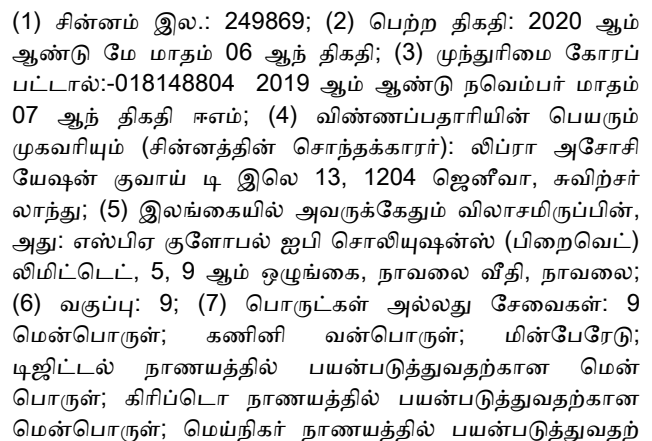 (1) சின்னம் இல.: 249869; (2) பெற்ற திகதி: 2020 ஆம்
ஆண்டு மே மாதம் 06 ஆந் திகதி; (3) முந்துரிமை கோரப்
பட்டால்:-018148804 2019 ஆம் ஆண்டு நவெம்பர் மாதம்
07 ஆந் திகதி ஈஎம்; (4) விண்ணப்பதாரியின் பெயரும்
முகவரியும் (சின்னத்தின் சொந்தக்காரர்): லிப்ரா அசோசி
யேஷன் குவாய் டி இலெ 13, 1204 ஜெனீவா, சுவிற்சர்
லாந்து; (5) இலங்கையில் அவருக்கேதும் விலாசமிருப்பின்,
அது: எஸ்பிஏ குளோபல் ஐபி சொலியுஷன்ஸ் (பிறைவெட்)
லிமிட்டெட், 5, 9 ஆம் ஒழுங்கை, நாவலை வீதி, நாவலை;
(6) வகுப்பு: 9; (7) பொருட்கள் அல்லது சேவைகள்: 9
மென்பொருள்; கணினி வன்பொருள்; மின்பேரேடு;
டிஜிட்டல் நாணயத்தில் பயன்படுத்துவதற்கான மென்
பொருள்; கிரிப்டொ நாணயத்தில் பயன்படுத்துவதற்கான
மென்பொருள்; மெய்நிகர் நாணயத்தில் பயன்படுத்துவதற்